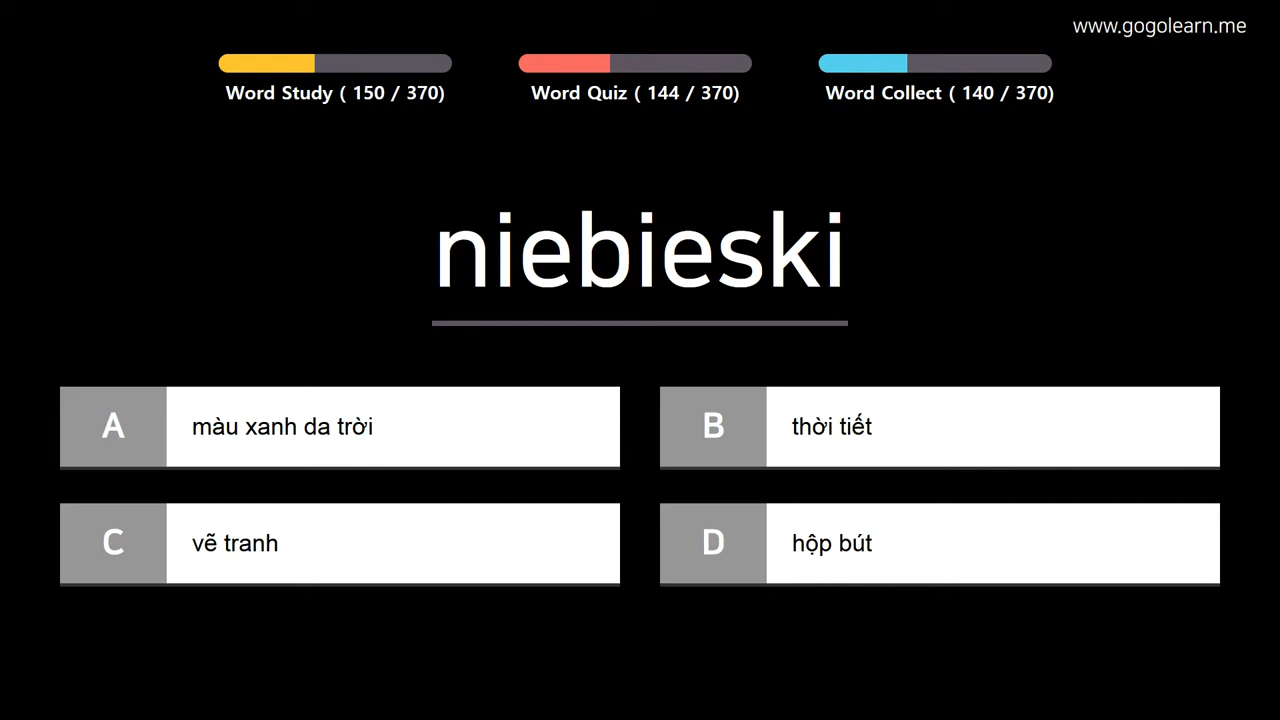 www.gogolearn.me
Word Study ( 150 / 370)
Word Quiz ( 144 / 370)
Word Collect ( 140 / 370)
niebieski
A màu xanh da trời
B thời tiết
C vẽ tranh
D hộp bút